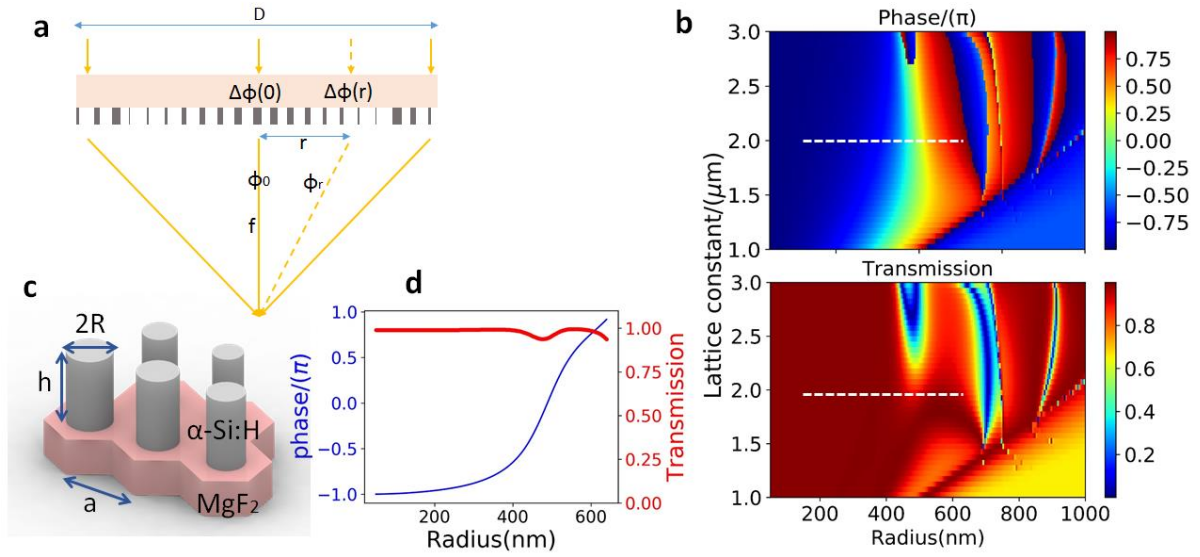 a
D
Δϕ(0)
Δϕ(r)
r
ϕ₀
ϕᵣ
f
b
Phase/(π)
3.0
2.5
2.0
1.5
1.0
0.75
0.50
0.25
0.00
−0.25
−0.50
−0.75
Lattice constant/(μm)
Transmission
3.0
2.5
2.0
1.5
1.0
200
400
600
800
1000
Radius(nm)
0.8
0.6
0.4
0.2
c
2R
h
a
α-Si:H
MgF₂
d
phase/(π)
1.0
0.5
0.0
−0.5
−1.0
200
400
600
Radius(nm)
1.00
0.75
0.50
0.25
0.00
Transmission